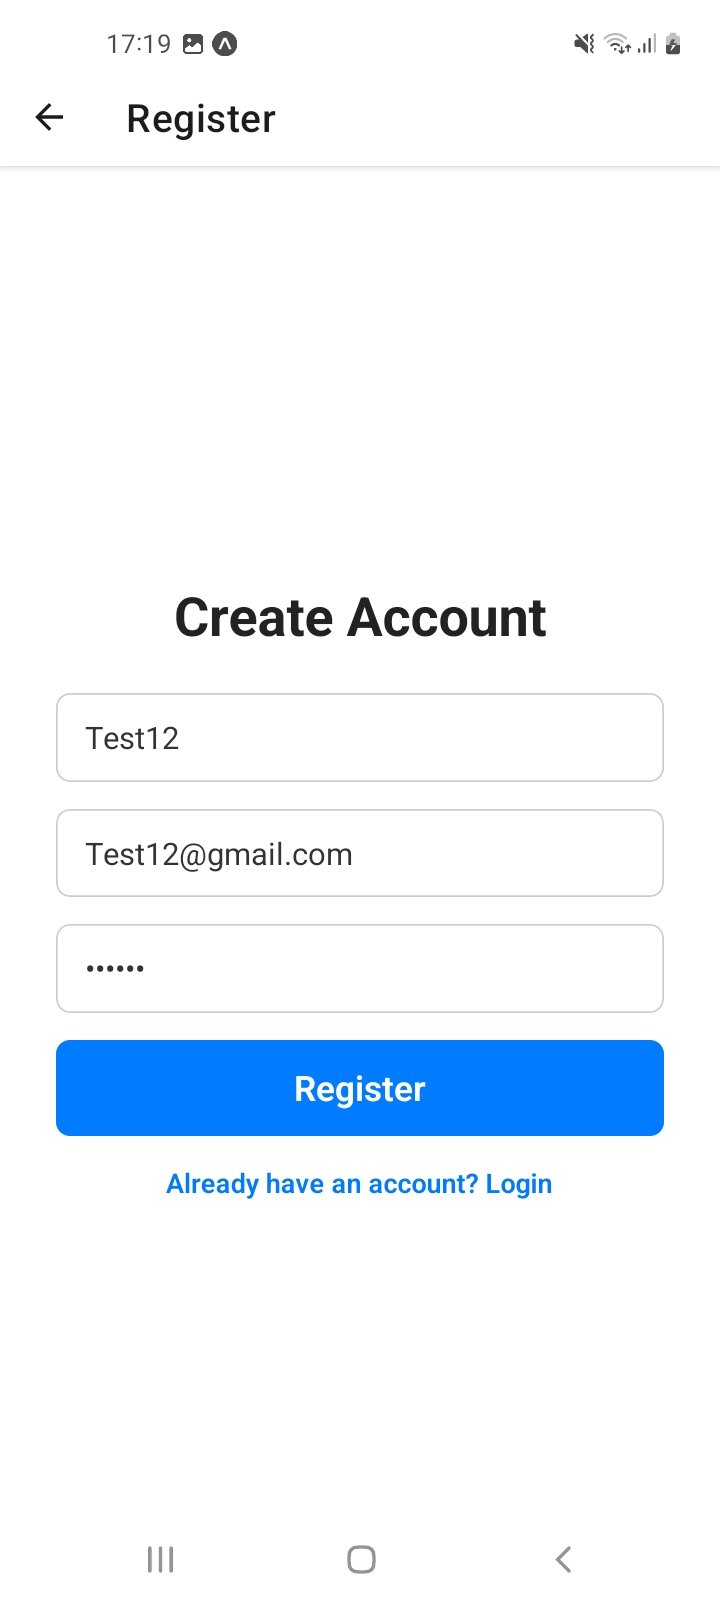 17:19
Register
Create Account
Test12
Test12@gmail.com
••••••
Register
Already have an account? Login